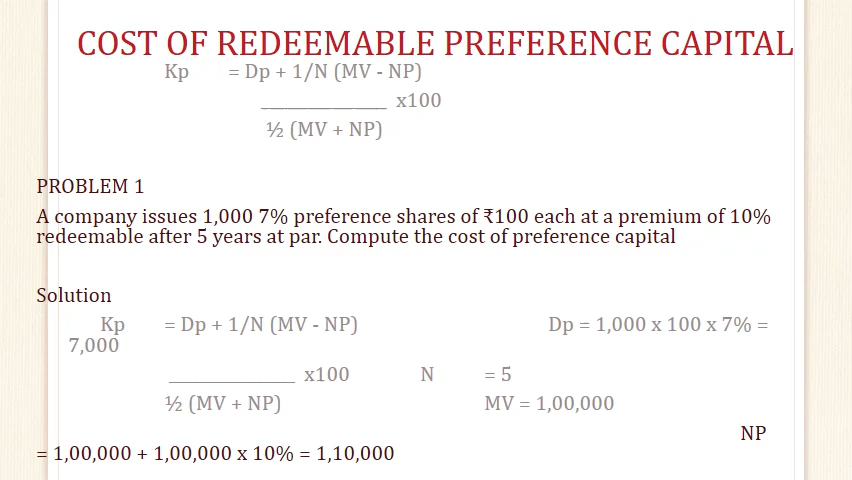 COST OF REDEEMABLE PREFERENCE CAPITAL
Kp = Dp + 1/N (MV - NP)
_______________ x100
½ (MV + NP)
PROBLEM 1
A company issues 1,000 7% preference shares of ₹100 each at a premium of 10%
redeemable after 5 years at par. Compute the cost of preference capital
Solution
Kp = Dp + 1/N (MV - NP) Dp = 1,000 x 100 x 7% =
7,000
_______________ x100 N = 5
½ (MV + NP) MV = 1,00,000
NP
= 1,00,000 + 1,00,000 x 10% = 1,10,000